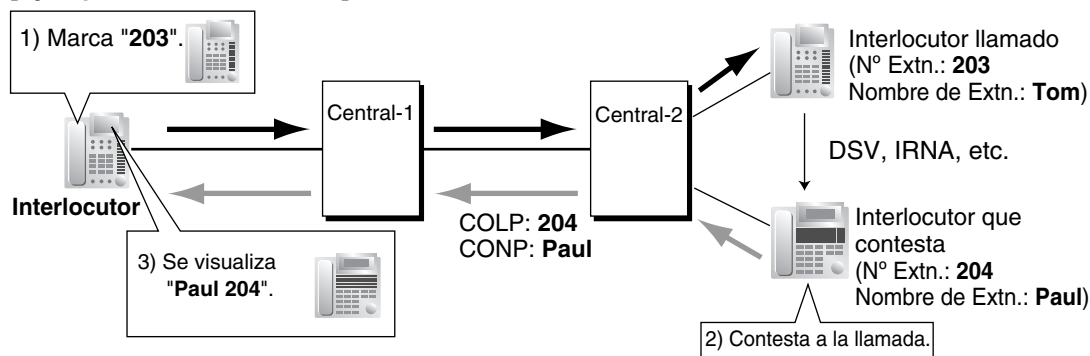 1) Marca "203".
Interlocutor
Central-1
Central-2
Interlocutor llamado
(Nº Extn.: 203
Nombre de Extn.: Tom)
DSV, IRNA, etc.
COLP: 204
CONP: Paul
Interlocutor que
contesta
(Nº Extn.: 204
Nombre de Extn.: Paul)
2) Contesta a la llamada.
3) Se visualiza
"Paul 204".